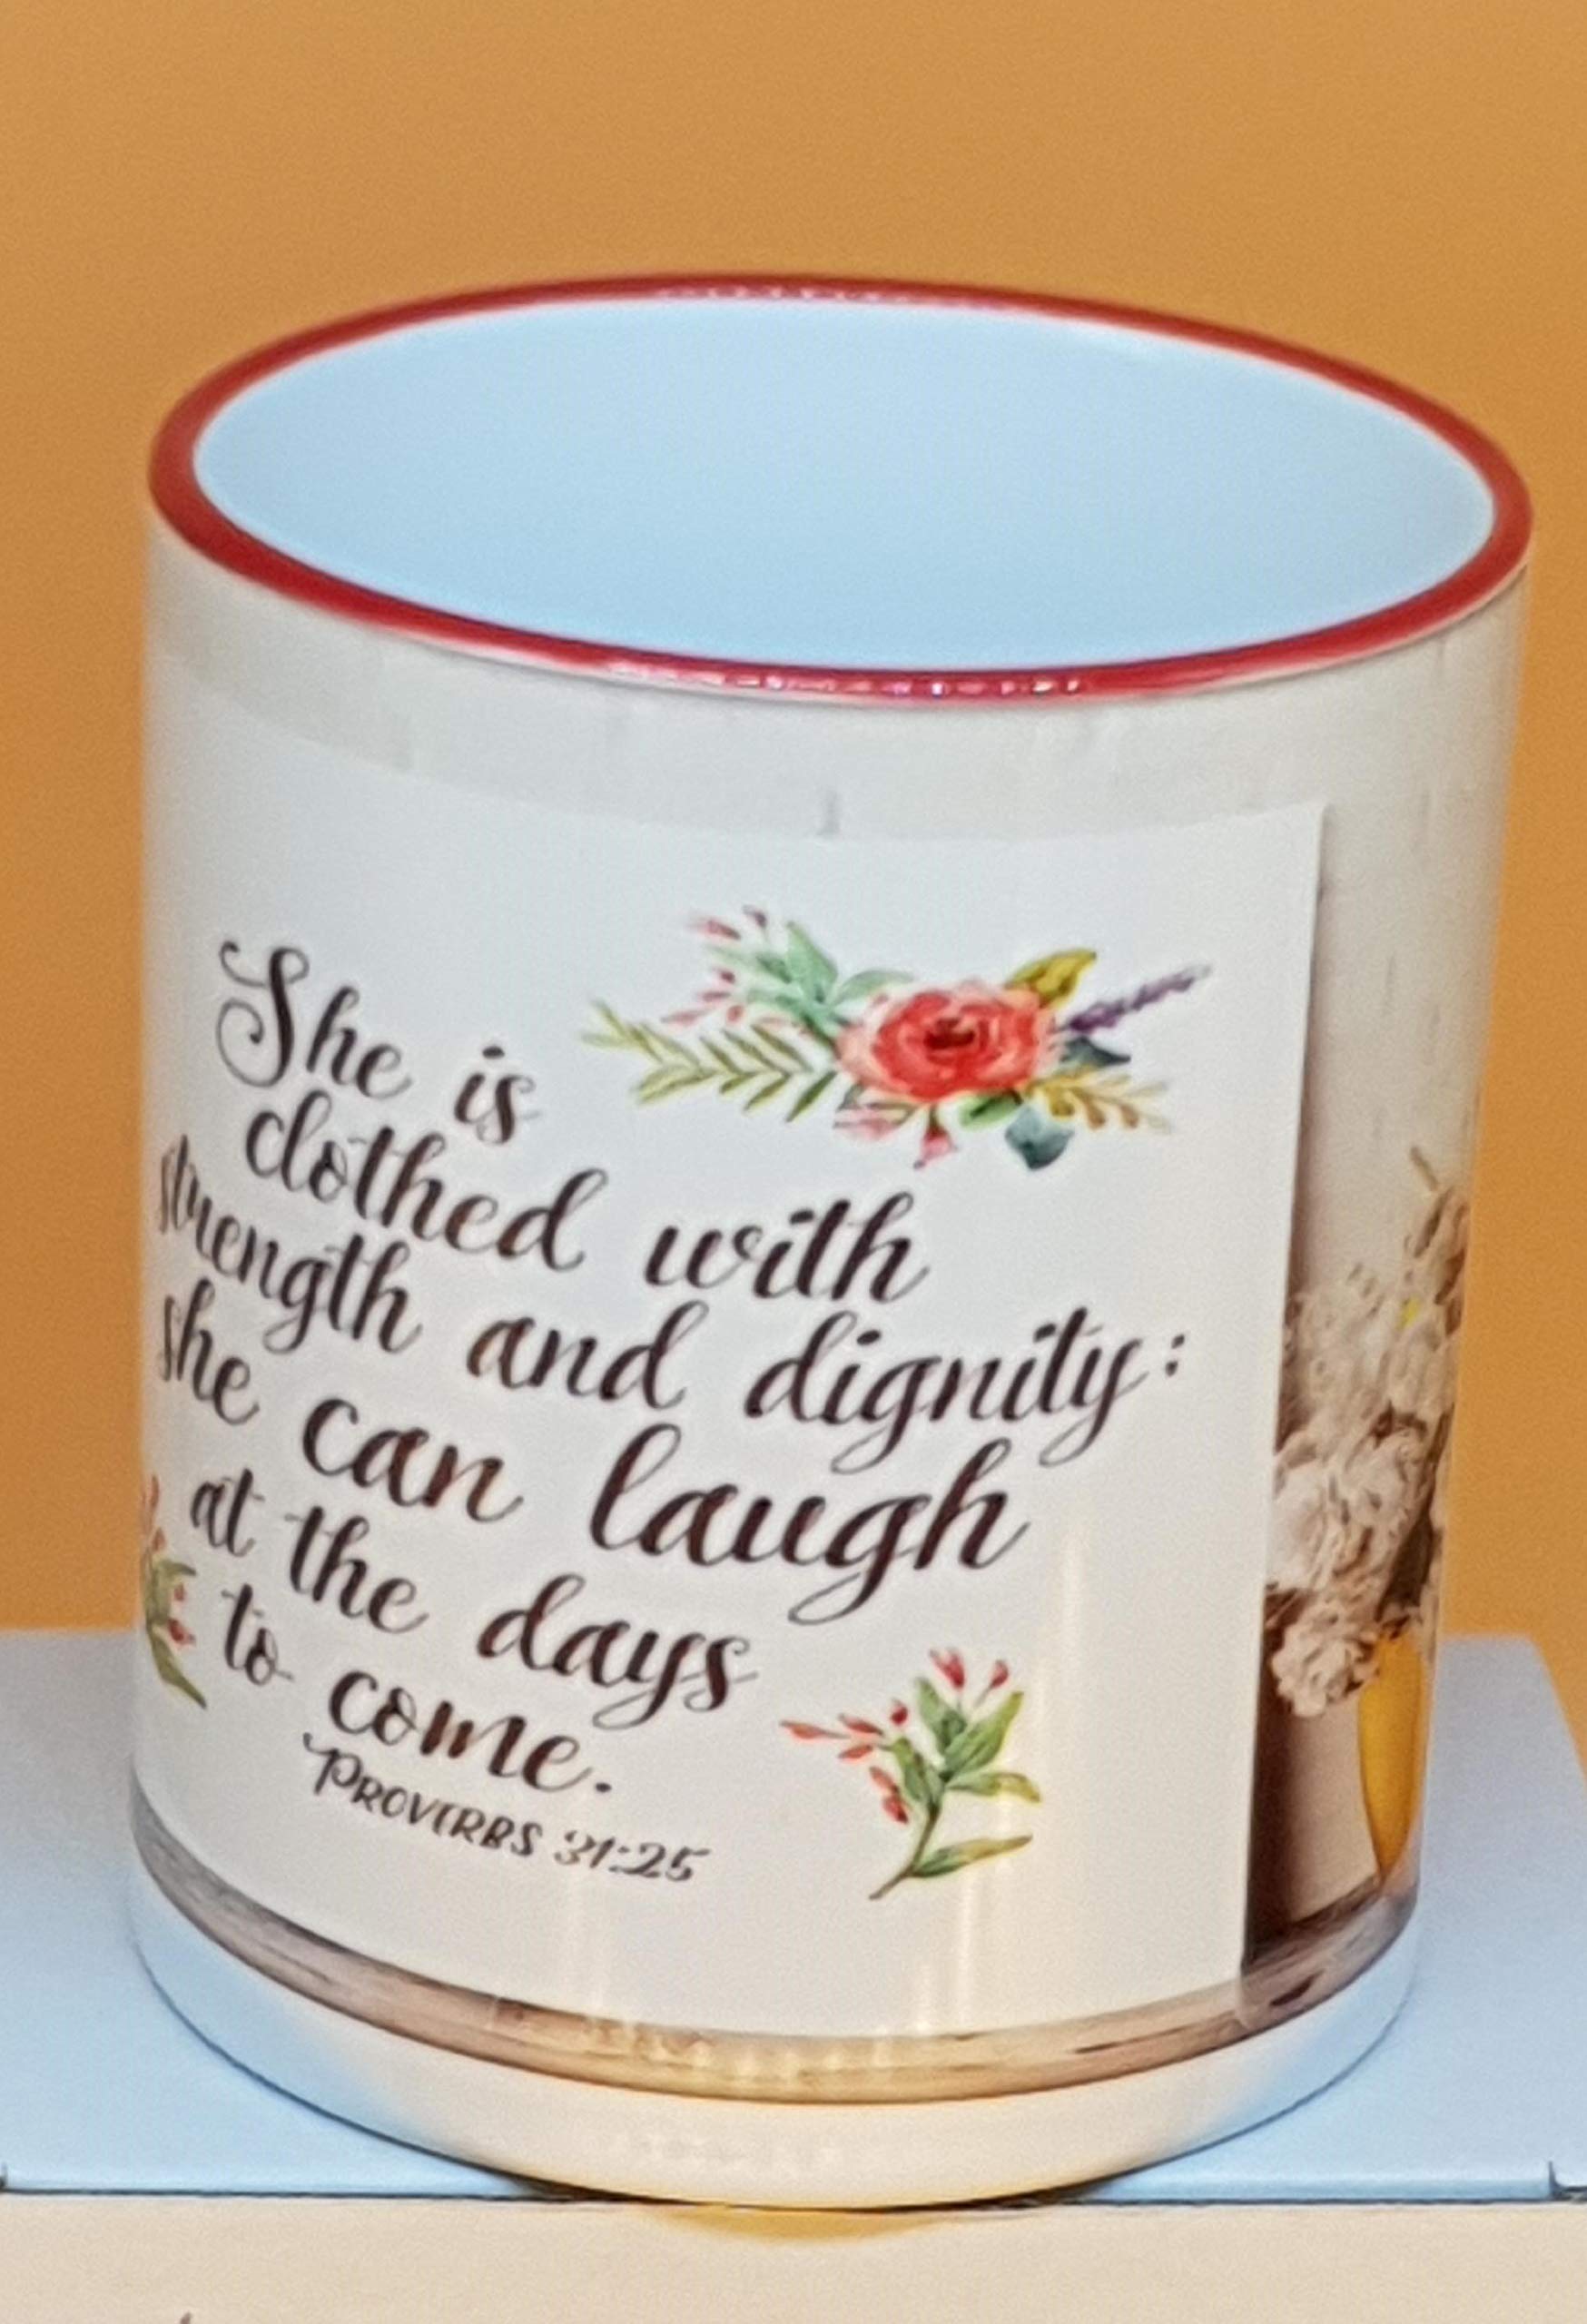 She is
clothed with
strength and dignity:
she can laugh
at the days
to come.
PROVERBS 31:25